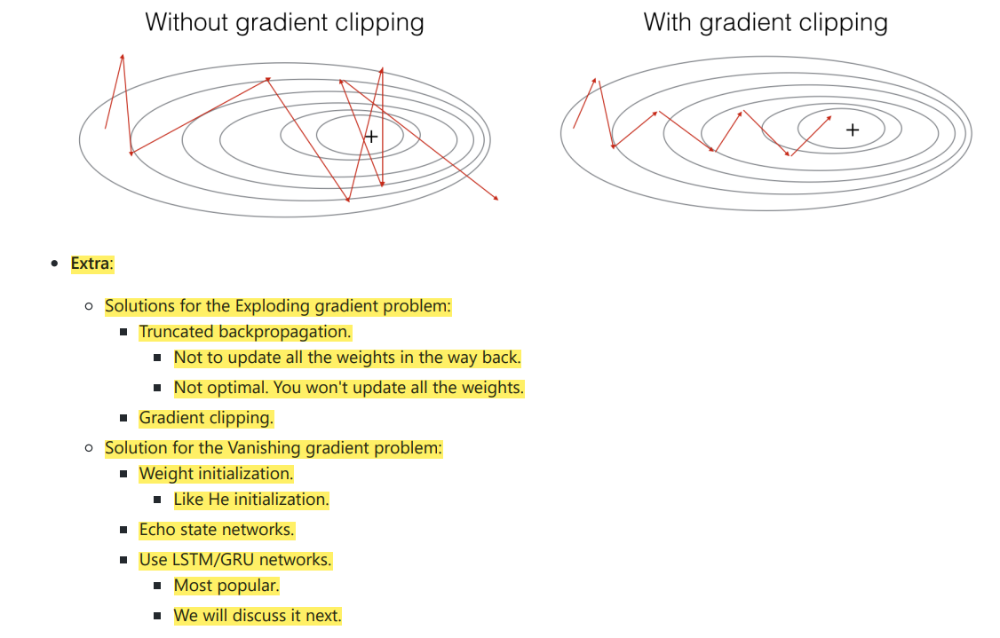 Without gradient clipping
With gradient clipping
Extra:
Solutions for the Exploding gradient problem:
Truncated backpropagation.
Not to update all the weights in the way back.
Not optimal. You won't update all the weights.
Gradient clipping.
Solution for the Vanishing gradient problem:
Weight initialization.
Like He initialization.
Echo state networks.
Use LSTM/GRU networks.
Most popular.
We will discuss it next.